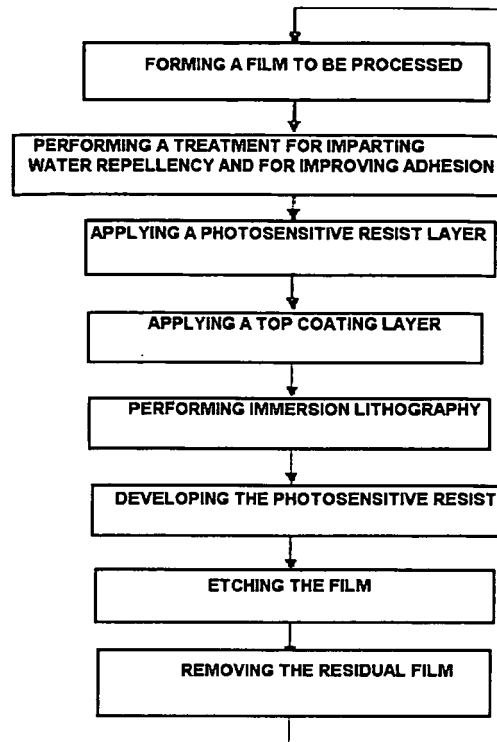 FORMING A FILM TO BE PROCESSED
PERFORMING A TREATMENT FOR IMPARTING
WATER REPELLENCY AND FOR IMPROVING ADHESION
APPLYING A PHOTOSENSITIVE RESIST LAYER
APPLYING A TOP COATING LAYER
PERFORMING IMMERSION LITHOGRAPHY
DEVELOPING THE PHOTOSENSITIVE RESIST
ETCHING THE FILM
REMOVING THE RESIDUAL FILM